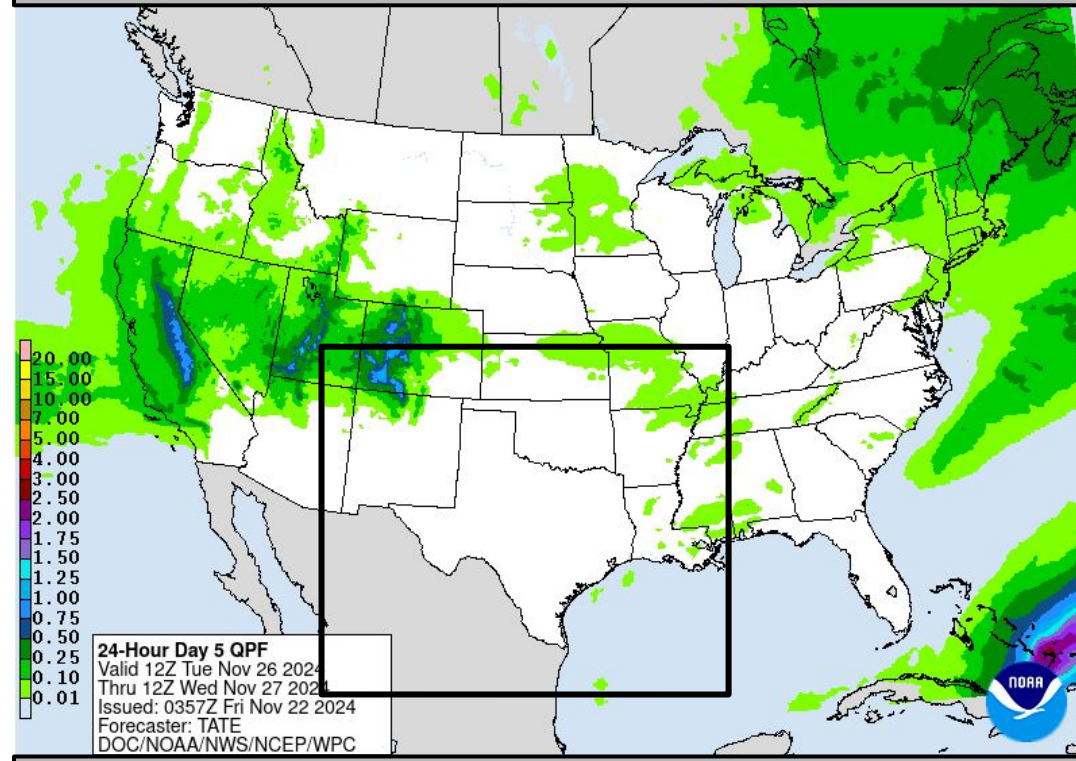 20.00
15.00
10.00
7.00
5.00
4.00
3.00
2.50
2.00
1.75
1.50
1.25
1.00
0.75
0.50
0.25
0.10
0.01
24-Hour Day 5 QPF
Valid 12Z Tue Nov 26 2024
Thru 12Z Wed Nov 27 2024
Issued: 0357Z Fri Nov 22 2024
Forecaster: TATE
DOC/NOAA/NWS/NCEP/WPC
NOAA